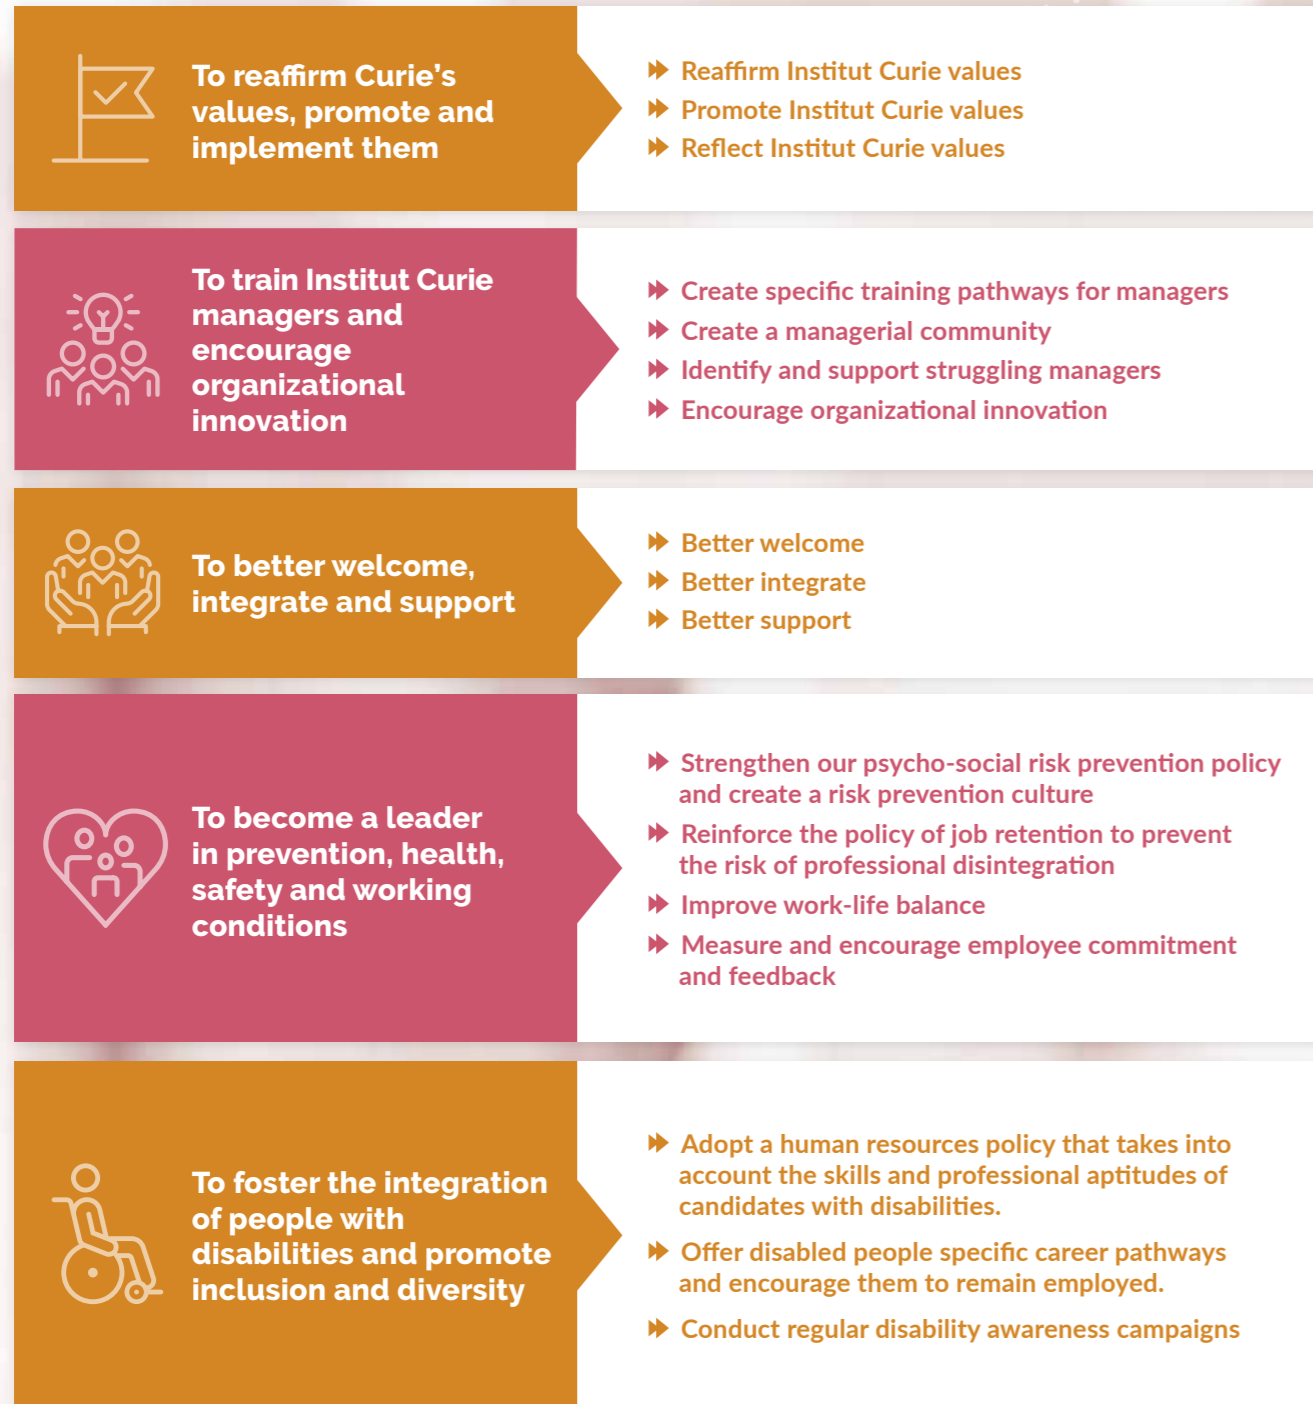 To reaffirm Curie's
values, promote and
implement them
Reaffirm Institut Curie values
Promote Institut Curie values
Reflect Institut Curie values
To train Institut Curie
managers and
encourage
organizational
innovation
Create specific training pathways for managers
Create a managerial community
Identify and support struggling managers
Encourage organizational innovation
To better welcome,
integrate and support
Better welcome
Better integrate
Better support
To become a leader
in prevention, health,
safety and working
conditions
Strengthen our psycho-social risk prevention policy
and create a risk prevention culture
Reinforce the policy of job retention to prevent
the risk of professional disintegration
Improve work-life balance
Measure and encourage employee commitment
and feedback
To foster the integration
of people with
disabilities and promote
inclusion and diversity
Adopt a human resources policy that takes into
account the skills and professional aptitudes of
candidates with disabilities.
Offer disabled people specific career pathways
and encourage them to remain employed.
Conduct regular disability awareness campaigns